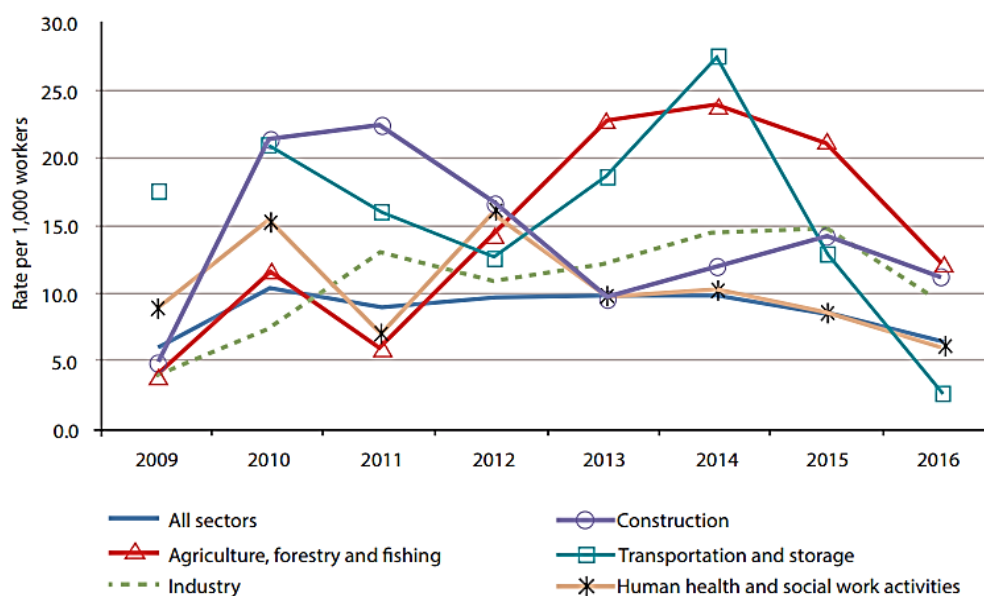 30.0
25.0
20.0
15.0
10.0
5.0
0.0
Rate per 1,000 workers
2009 2010 2011 2012 2013 2014 2015 2016
All sectors
Construction
Agriculture, forestry and fishing
Transportation and storage
Industry
Human health and social work activities